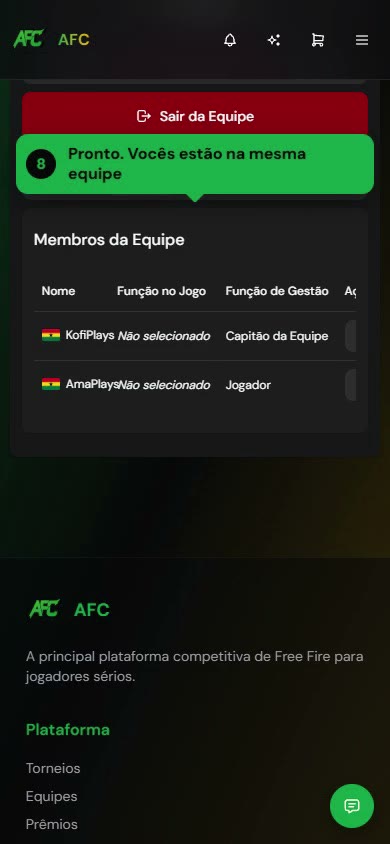 AFC AFC
Sair da Equipe
8 Pronto. Vocês estão na mesma
equipe
Membros da Equipe
Nome Função no Jogo Função de Gestão
KofiPlays Não selecionado Capitão da Equipe
AmaPlays Não selecionado Jogador
AFC AFC
A principal plataforma competitiva de Free Fire para
jogadores sérios.
Plataforma
Torneios
Equipes
Prêmios